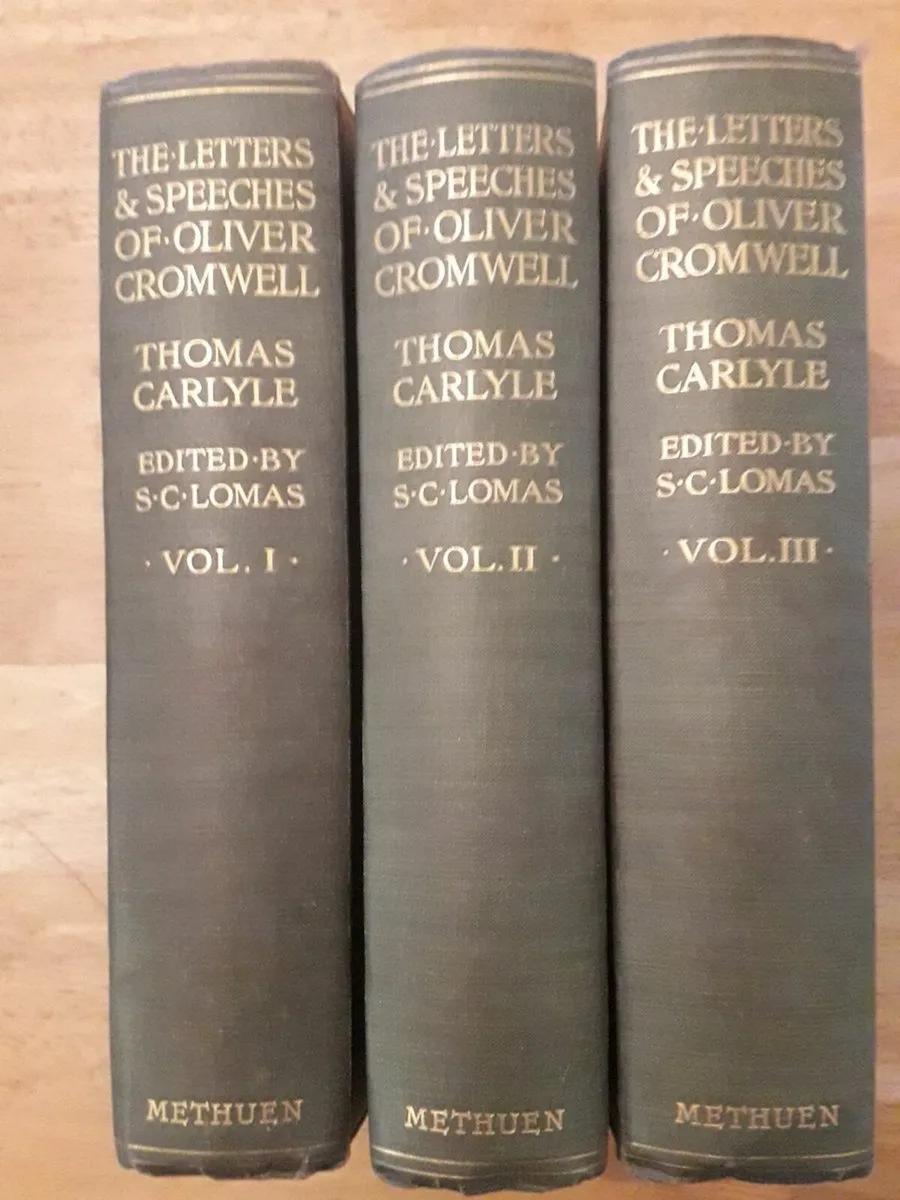 THE·LETTERS
& SPEECHES
OF·OLIVER
CROMWELL
THOMAS
CARLYLE
EDITED·BY
S·C·LOMAS
·VOL. I·
METHUEN
THE·LETTERS
& SPEECHES
OF·OLIVER
CROMWELL
THOMAS
CARLYLE
EDITED·BY
S·C·LOMAS
·VOL. II·
METHUEN
THE·LETTERS
& SPEECHES
OF·OLIVER
CROMWELL
THOMAS
CARLYLE
EDITED·BY
S·C·LOMAS
·VOL. III·
METHUEN